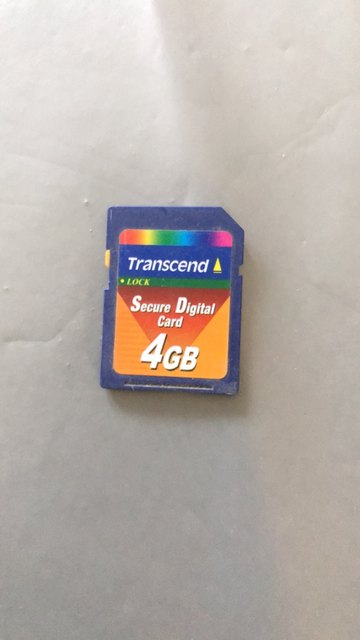 Transcend
LOCK
Secure Digital
Card
4GB